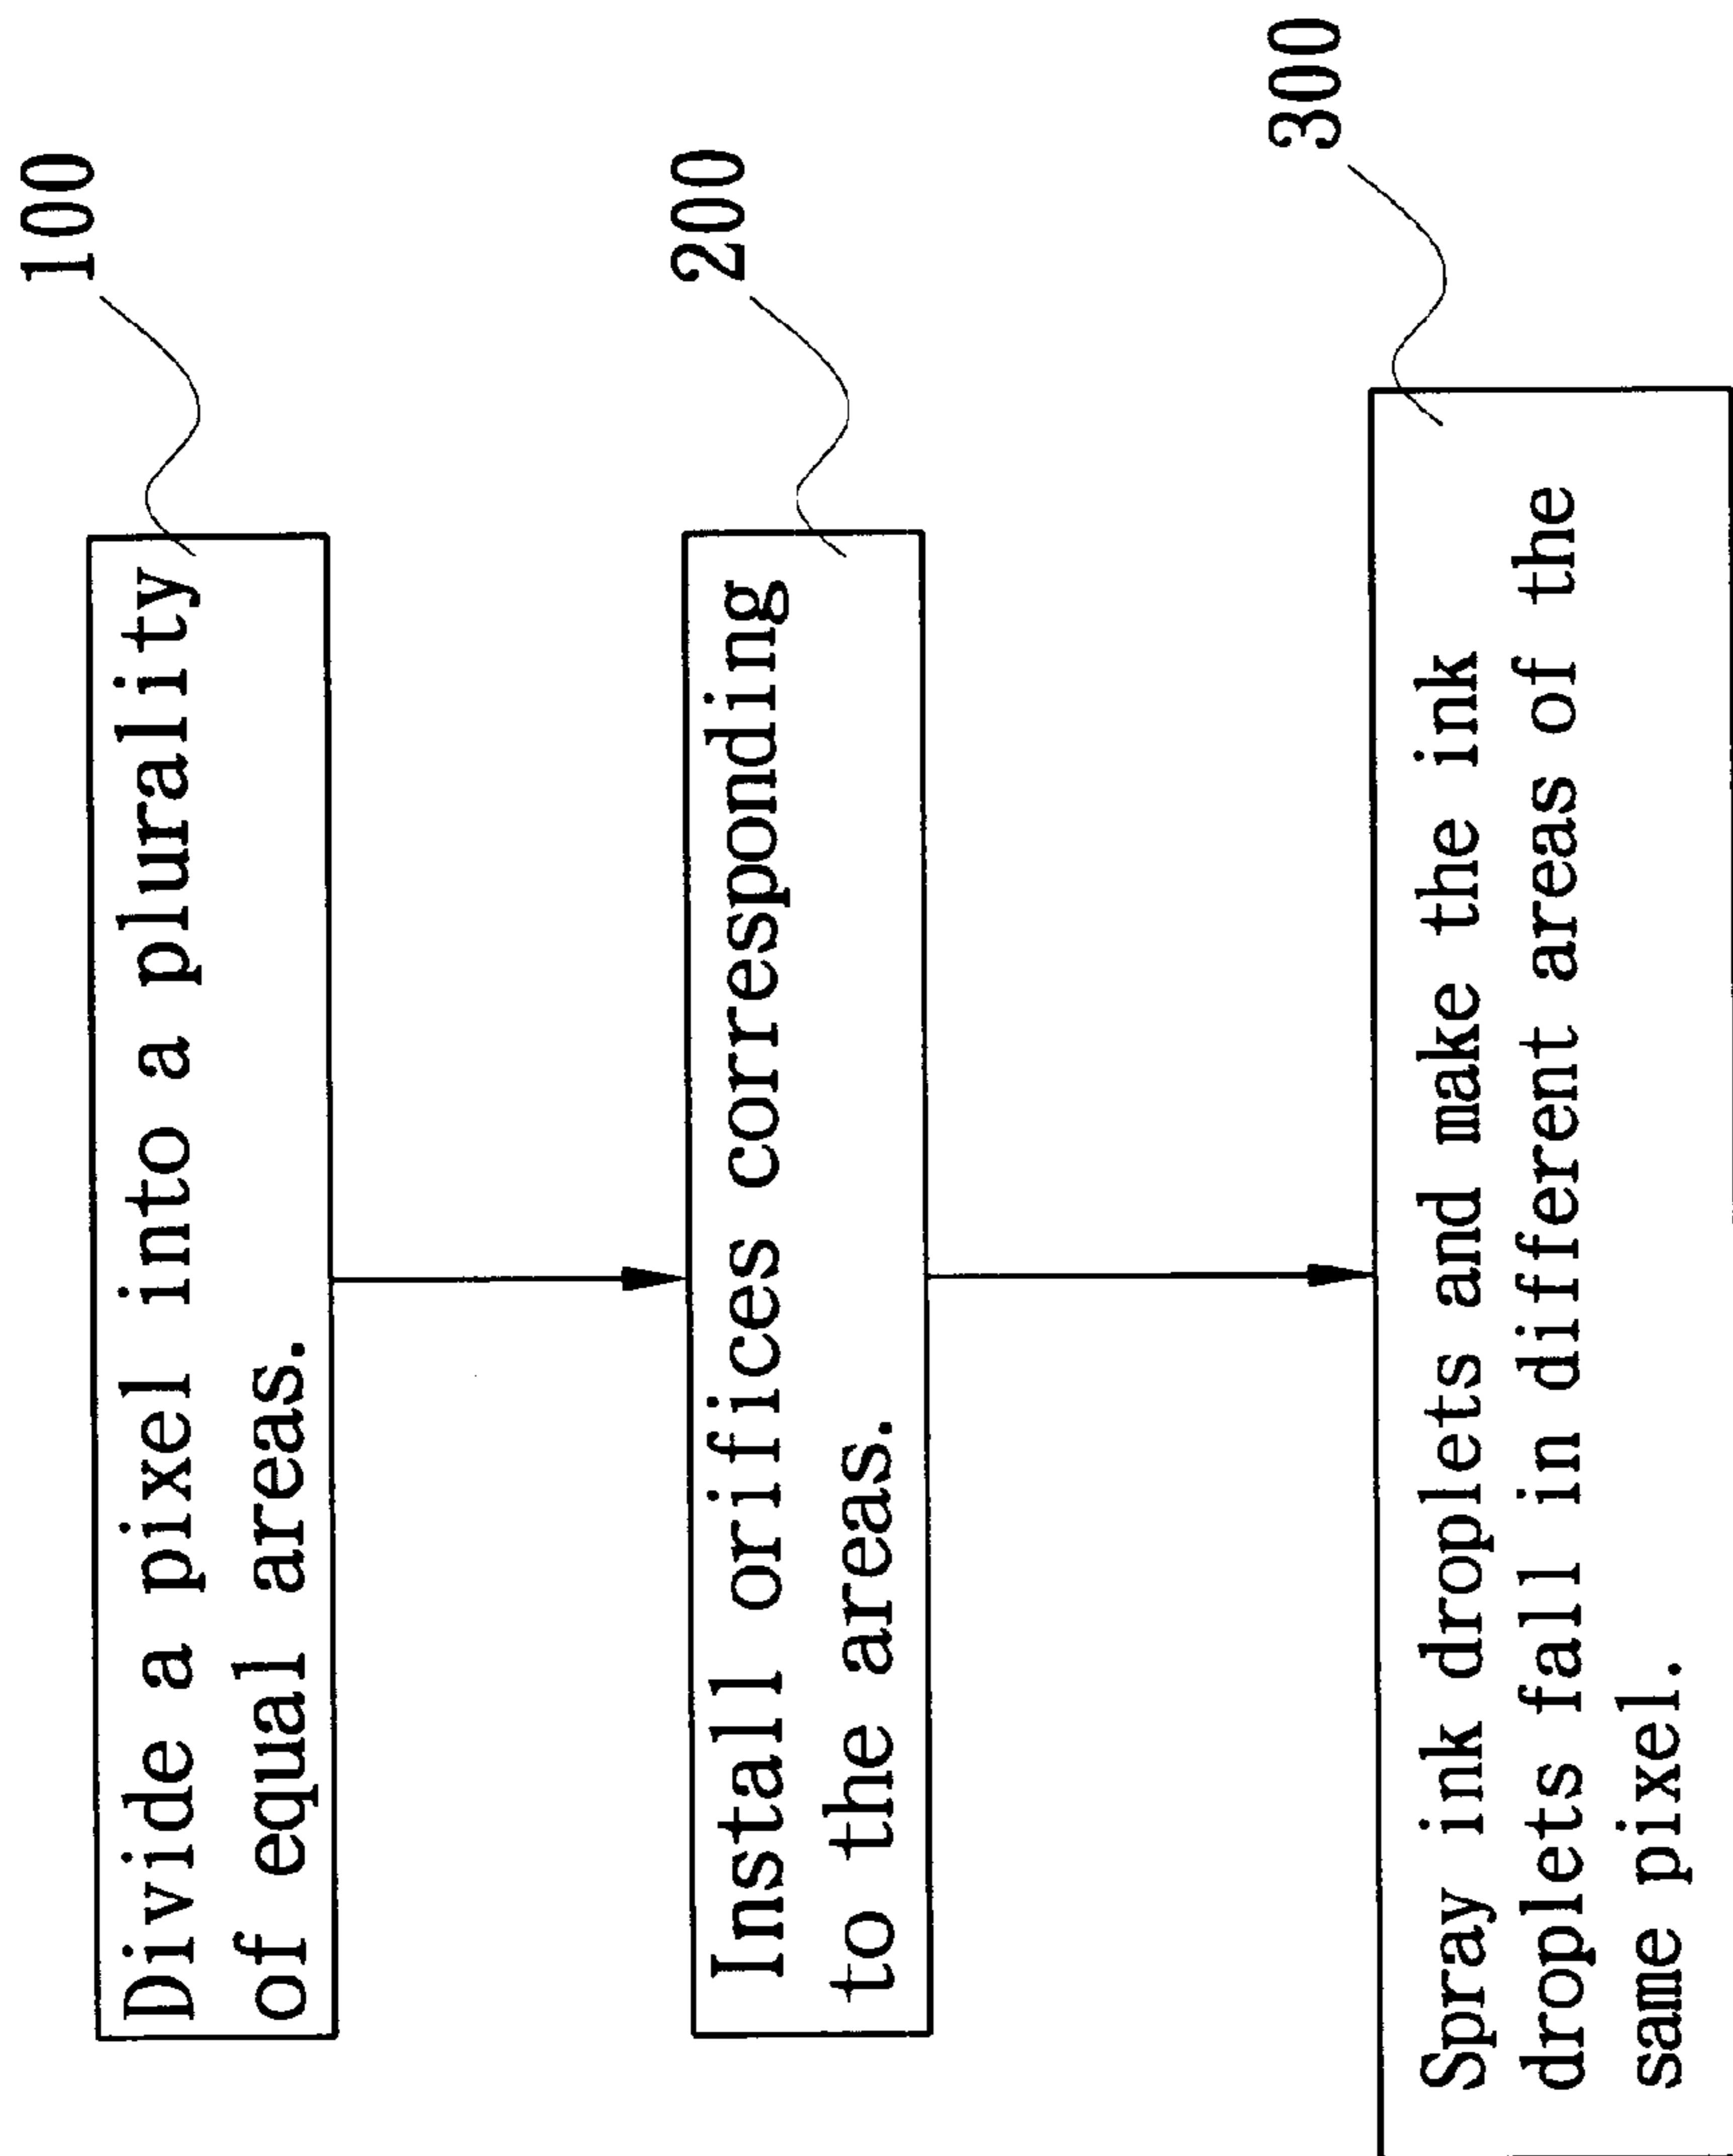 100
Divide a pixel into a plurality
of equal areas.
200
Install orifices corresponding
to the areas.
300
Spray ink droplets and make the ink
droplets fall in different areas of the
same pixel.